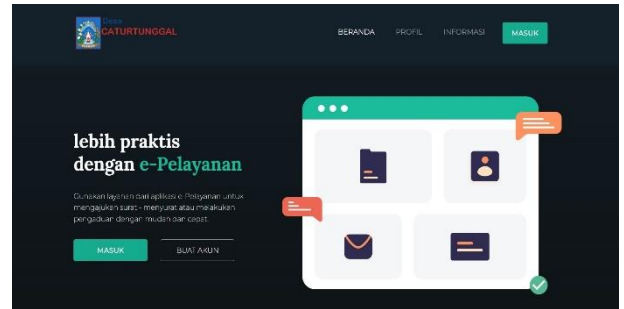 Desa
CATURTUNGGAL
BERANDA
PROFIL
INFORMASI
MASUK
lebih praktis
dengan e-Pelayanan
Gunakan layanan dari aplikasi e-Pelayanan untuk
mengajukan surat - menyurat atau melakukan
pengaduan dengan mudah dan cepat.
MASUK
BUAT AKUN